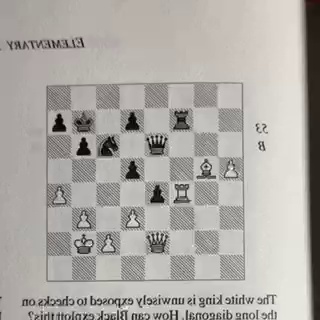 ELEMENTARY
53
B
The white king is unwisely exposed to checks on
the long diagonal. How can Black exploit this?